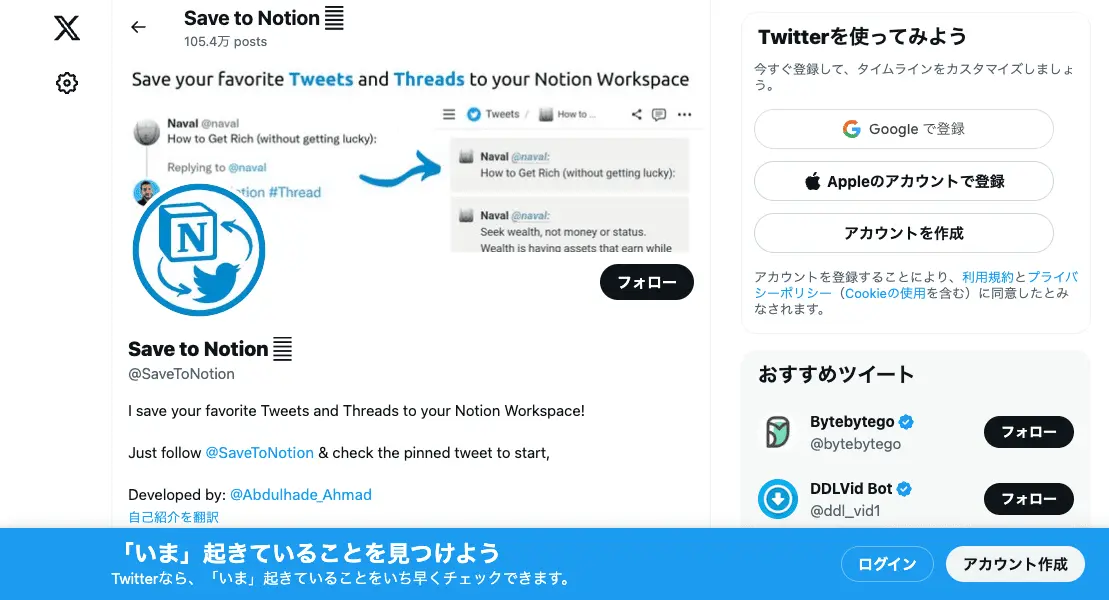 Save to Notion
105.4万 posts
Save your favorite Tweets and Threads to your Notion Workspace
Naval @naval
How to Get Rich (without getting lucky):
Replying to @naval
#Thread
Tweets / How to ...
Naval @naval:
How to Get Rich (without getting lucky):
Naval @naval:
Seek wealth, not money or status.
Wealth is having assets that earn while
N
フォロー
Save to Notion
@SaveToNotion
I save your favorite Tweets and Threads to your Notion Workspace!
Just follow @SaveToNotion & check the pinned tweet to start,
Developed by: @Abdulhade_Ahmad
自己紹介を翻訳
Twitterを使ってみよう
今すぐ登録して、タイムラインをカスタマイズしましょ
う。
Google で登録
Appleのアカウントで登録
アカウントを作成
アカウントを登録することにより、利用規約とプライバ
シーポリシー（Cookieの使用を含む）に同意したとみ
なされます。
おすすめツイート
Bytebytego
@bytebytego
フォロー
DDLVid Bot
@ddl_vid1
フォロー
「いま」起きていることを見つけよう
Twitterなら、「いま」起きていることをいち早くチェックできます。
ログイン
アカウント作成